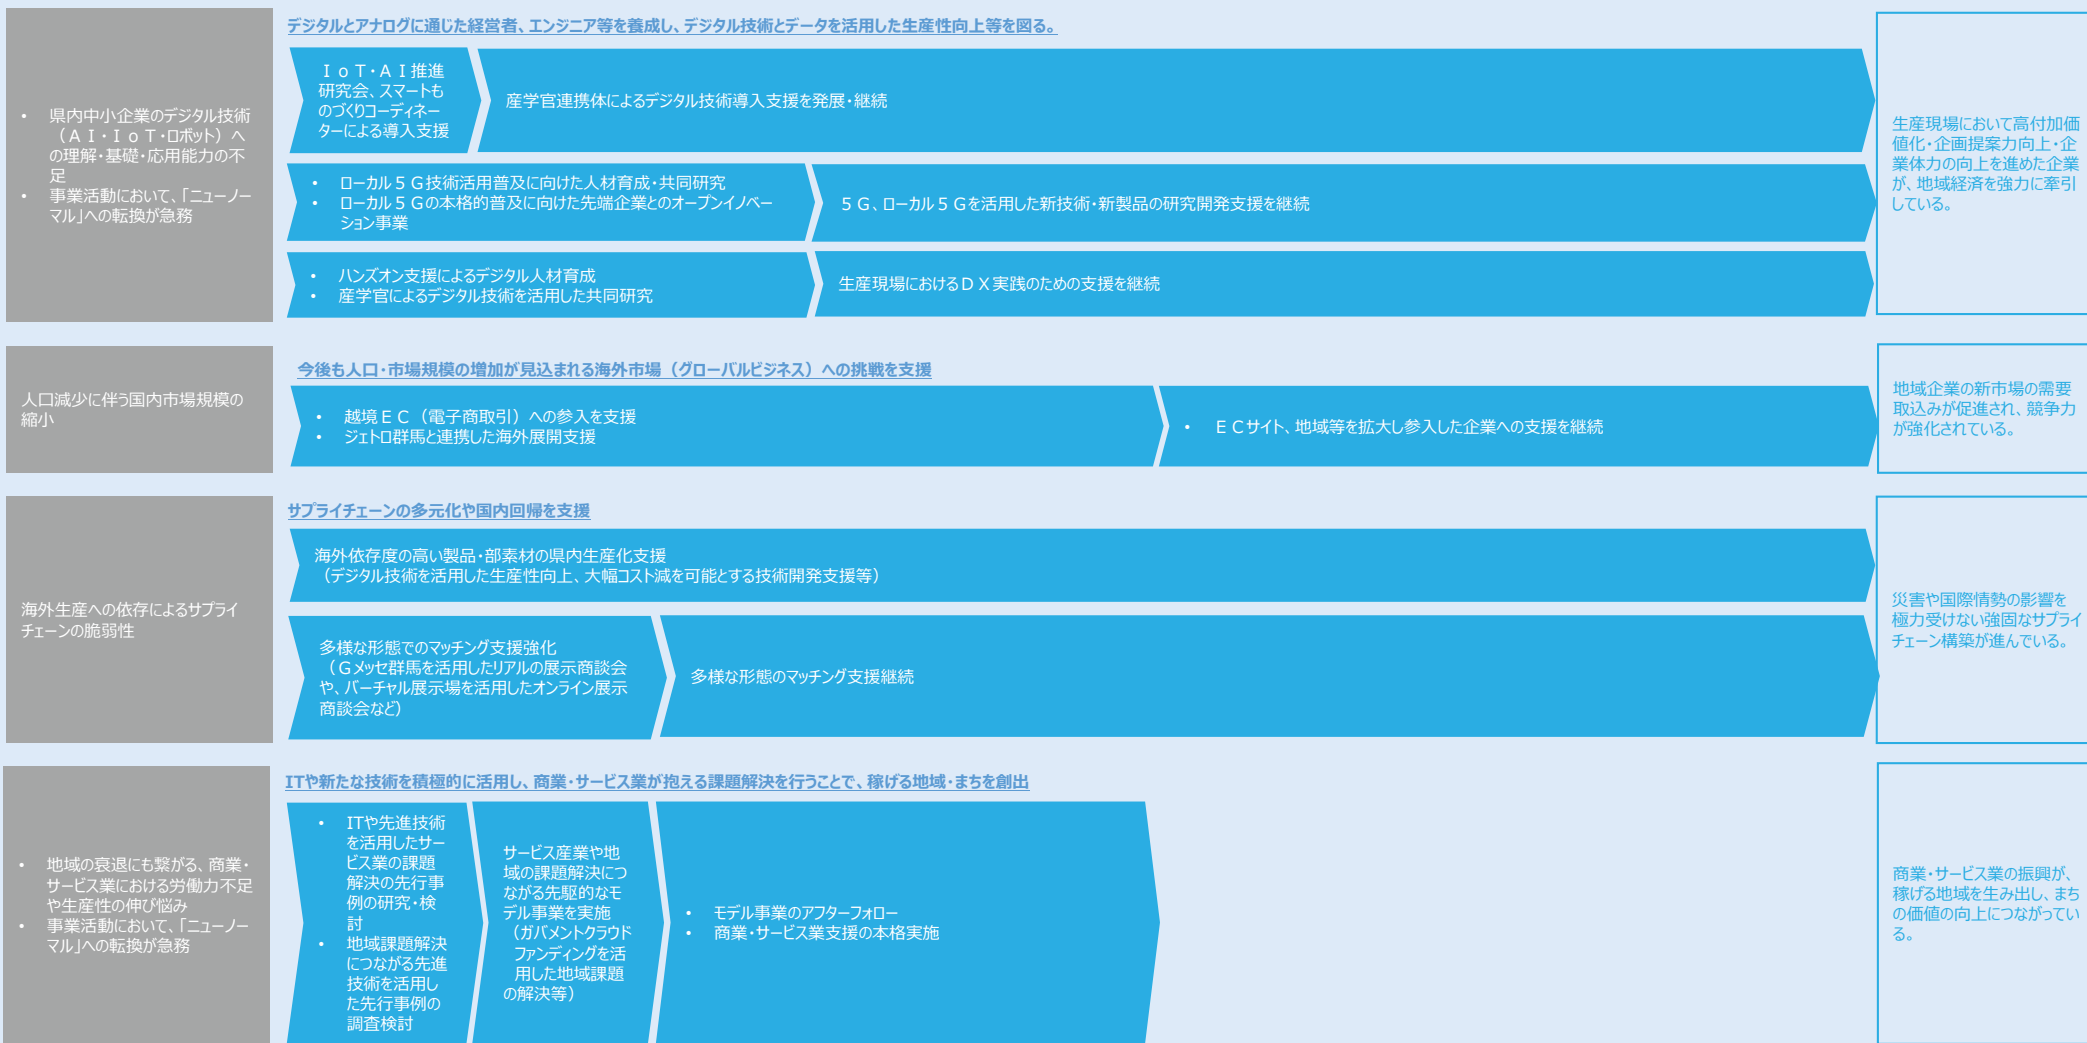 デジタルとアナログに通じた経営者、エンジニア等を養成し、デジタル技術とデータを活用した生産性向上等を図る。
• 県内中小企業のデジタル技術
（ＡＩ・ＩｏＴ・ロボット）へ
の理解・基礎・応用能力の不
足
• 事業活動において、「ニューノー
マル」への転換が急務
ＩｏＴ・ＡＩ推進
研究会、スマートも
のづくりコーディネー
ターによる導入支援
産学官連携体によるデジタル技術導入支援を発展・継続
• ローカル５Ｇ技術活用普及に向けた人材育成・共同研究
• ローカル５Ｇの本格的普及に向けた先端企業とのオープンイノベー
ション事業
５Ｇ、ローカル５Ｇを活用した新技術・新製品の研究開発支援を継続
• ハンズオン支援によるデジタル人材育成
• 産学官によるデジタル技術を活用した共同研究
生産現場におけるＤＸ実践のための支援を継続
生産現場において高付加価
値化・企画提案力向上・企
業体力の向上を進めた企業
が、地域経済を強力に牽引
している。
今後も人口・市場規模の増加が見込まれる海外市場（グローバルビジネス）への挑戦を支援
人口減少に伴う国内市場規模の
縮小
• 越境ＥＣ（電子商取引）への参入を支援
• ジェトロ群馬と連携した海外展開支援
• ＥＣサイト、地域等を拡大し参入した企業への支援を継続
地域企業の新市場の需要
取込みが促進され、競争力
が強化されている。
サプライチェーンの多元化や国内回帰を支援
海外生産への依存によるサプライ
チェーンの脆弱性
海外依存度の高い製品・部素材の県内生産化支援
（デジタル技術を活用した生産性向上、大幅コスト減を可能とする技術開発支援等）
多様な形態でのマッチング支援強化
（Ｇメッセ群馬を活用したリアルの展示商談会
や、バーチャル展示場を活用したオンライン展示
商談会など）
多様な形態のマッチング支援継続
災害や国際情勢の影響を
極力受けない強固なサプライ
チェーン構築が進んでいる。
ITや新たな技術を積極的に活用し、商業・サービス業が抱える課題解決を行うことで、稼げる地域・まちを創出
• 地域の衰退にも繋がる、商業・
サービス業における労働力不足
や生産性の伸び悩み
• 事業活動において、「ニューノー
マル」への転換が急務
• ITや先進技術
を活用したサー
ビス業の課題
解決の先行事
例の研究・検
討
• 地域課題解決
につながる先進
技術を活用し
た先行事例の
調査検討
サービス産業や地
域の課題解決につ
ながる先駆的なモ
デル事業を実施
（ガバメントクラウド
ファンディングを活
用した地域課題
の解決等）
• モデル事業のアフターフォロー
• 商業・サービス業支援の本格実施
商業・サービス業の振興が、
稼げる地域を生み出し、まち
の価値の向上につながってい
る。